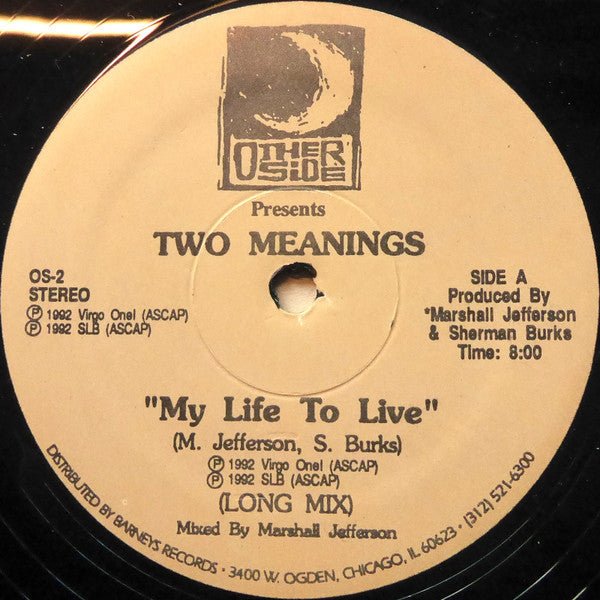 OTHER
SIDE
Presents
TWO MEANINGS
OS-2
STEREO
Ⓟ 1992 Virgo One! (ASCAP)
Ⓟ 1992 SLB (ASCAP)
SIDE A
Produced By
*Marshall Jefferson
& Sherman Burks
Time: 8:00
"My Life To Live"
(M. Jefferson, S. Burks)
Ⓟ 1992 Virgo One! (ASCAP)
Ⓟ 1992 SLB (ASCAP)
(LONG MIX)
Mixed By Marshall Jefferson
DISTRIBUTED BY BARNEYS RECORDS • 3400 W. OGDEN, CHICAGO, IL 60623 • (312) 521-6300